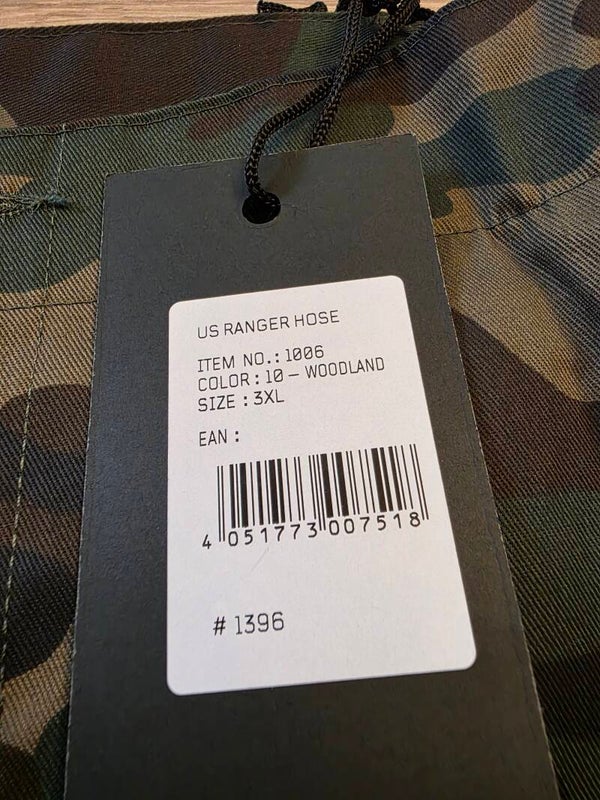 US RANGER HOSE
ITEM NO.: 1006
COLOR : 10 – WOODLAND
SIZE : 3XL
EAN :
4 051773 007518
# 1396